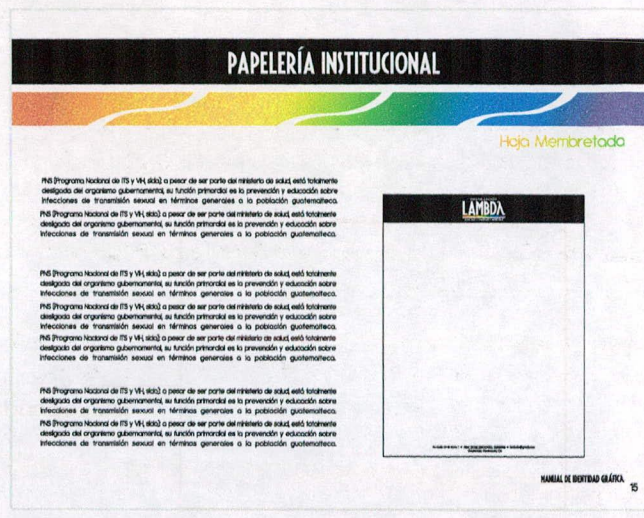 PAPELERÍA INSTITUCIONAL
Hoja Membretada
PNS (Programa Nacional de ITS y VIH, sida) a pesar de ser parte del ministerio de salud, está totalmente
desligada del organismo gubernamental, su función primordial es la prevención y educación sobre
infecciones de transmisión sexual en términos generales a la población guatemalteca.
PNS (Programa Nacional de ITS y VIH, sida) a pesar de ser parte del ministerio de salud, está totalmente
desligada del organismo gubernamental, su función primordial es la prevención y educación sobre
infecciones de transmisión sexual en términos generales a la población guatemalteca.
PNS (Programa Nacional de ITS y VIH, sida) a pesar de ser parte del ministerio de salud, está totalmente
desligada del organismo gubernamental, su función primordial es la prevención y educación sobre
infecciones de transmisión sexual en términos generales a la población guatemalteca.
PNS (Programa Nacional de ITS y VIH, sida) a pesar de ser parte del ministerio de salud, está totalmente
desligada del organismo gubernamental, su función primordial es la prevención y educación sobre
infecciones de transmisión sexual en términos generales a la población guatemalteca.
PNS (Programa Nacional de ITS y VIH, sida) a pesar de ser parte del ministerio de salud, está totalmente
desligada del organismo gubernamental, su función primordial es la prevención y educación sobre
infecciones de transmisión sexual en términos generales a la población guatemalteca.
PNS (Programa Nacional de ITS y VIH, sida) a pesar de ser parte del ministerio de salud, está totalmente
desligada del organismo gubernamental, su función primordial es la prevención y educación sobre
infecciones de transmisión sexual en términos generales a la población guatemalteca.
PNS (Programa Nacional de ITS y VIH, sida) a pesar de ser parte del ministerio de salud, está totalmente
desligada del organismo gubernamental, su función primordial es la prevención y educación sobre
infecciones de transmisión sexual en términos generales a la población guatemalteca.
LAMBDA
MANUAL DE IDENTIDAD GRÁFICA
15